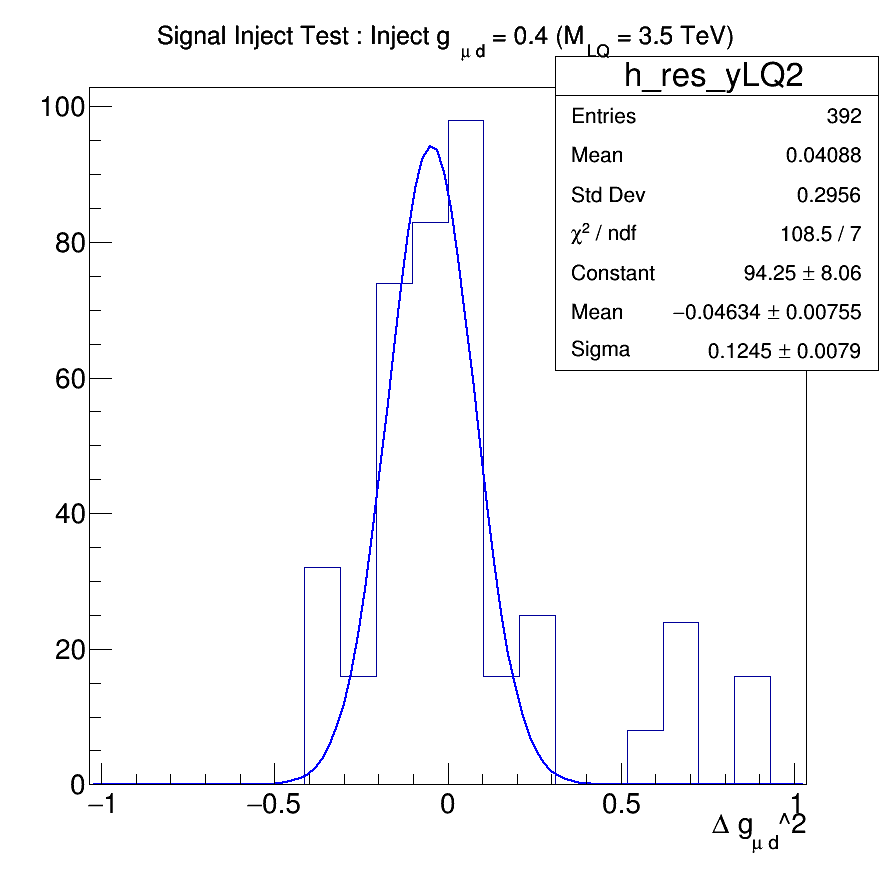 Signal Inject Test : Inject g μ d = 0.4 (M LQ = 3.5 TeV)
h_res_yLQ2
Entries 392
Mean 0.04088
Std Dev 0.2956
χ² / ndf 108.5 / 7
Constant 94.25 ± 8.06
Mean −0.04634 ± 0.00755
Sigma 0.1245 ± 0.0079
100
80
60
40
20
0
−1 −0.5 0 0.5 1
Δ g μ d ^2